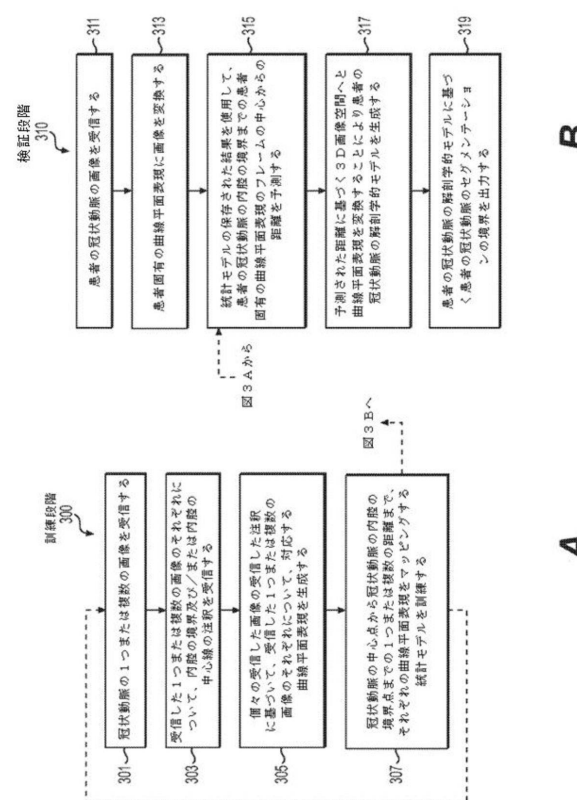 訓練段階
300
301
冠状動脈の1つまたは複数の画像を受信する
303
受信した1つまたは複数の画像のそれぞれに
ついて、内腔の境界及び/または内腔の
中心線の注釈を受信する
305
個々の受信した画像の受信した注釈
に基づいて、受信した1つまたは複数の
画像のそれぞれについて、対応する
曲線平面表現を生成する
307
冠状動脈の中心点から冠状動脈の内腔の
境界点までの1つまたは複数の距離まで、
それぞれの曲線平面表現をマッピングする
統計モデルを訓練する
図3Bへ
A
検証段階
310
患者の冠状動脈の画像を受信する
311
患者固有の曲線平面表現に画像を変換する
313
図3Aから
統計モデルの保存された結果を使用して、
患者の冠状動脈の内腔の境界までの患者
固有の曲線平面表現のフレームの中心からの
距離を予測する
315
予測された距離に基づく3D画像空間へと
曲線平面表現を変換することにより患者の
冠状動脈の解剖学的モデルを生成する
317
患者の冠状動脈の解剖学的モデルに基づ
く患者の冠状動脈のセグメンテーショ
ンの境界を出力する
319
B